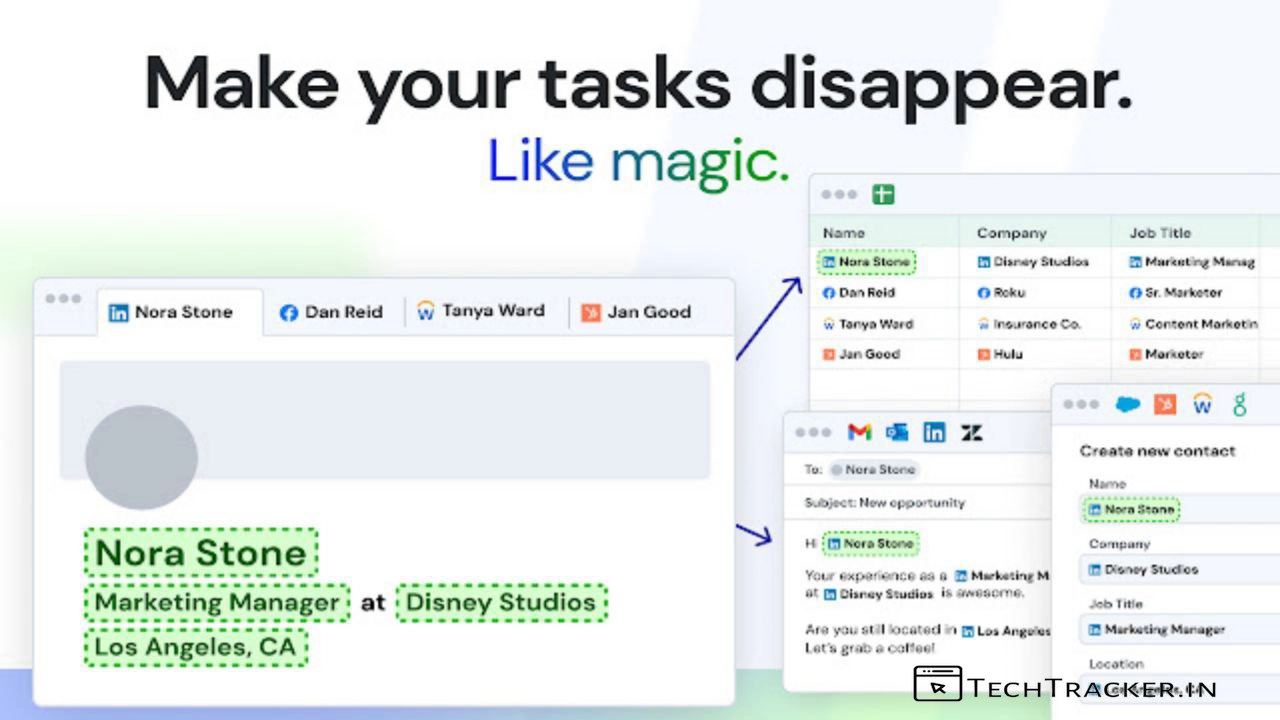 Make your tasks disappear.
Like magic.
Nora Stone
Dan Reid
Tanya Ward
Jan Good
Nora Stone
Marketing Manager at Disney Studios
Los Angeles, CA
Name Company Job Title
Nora Stone Disney Studios Marketing Manag
Dan Reid Roku Sr. Marketer
Tanya Ward Insurance Co. Content Marketin
Jan Good Hulu Marketer
To: Nora Stone
Subject: New opportunity
Hi Nora Stone
Your experience as a Marketing M
at Disney Studios is awesome.
Are you still located in Los Angeles
Let's grab a coffee!
Create new contact
Name
Nora Stone
Company
Disney Studios
Job Title
Marketing Manager
Location
TECHTRACKER.IN